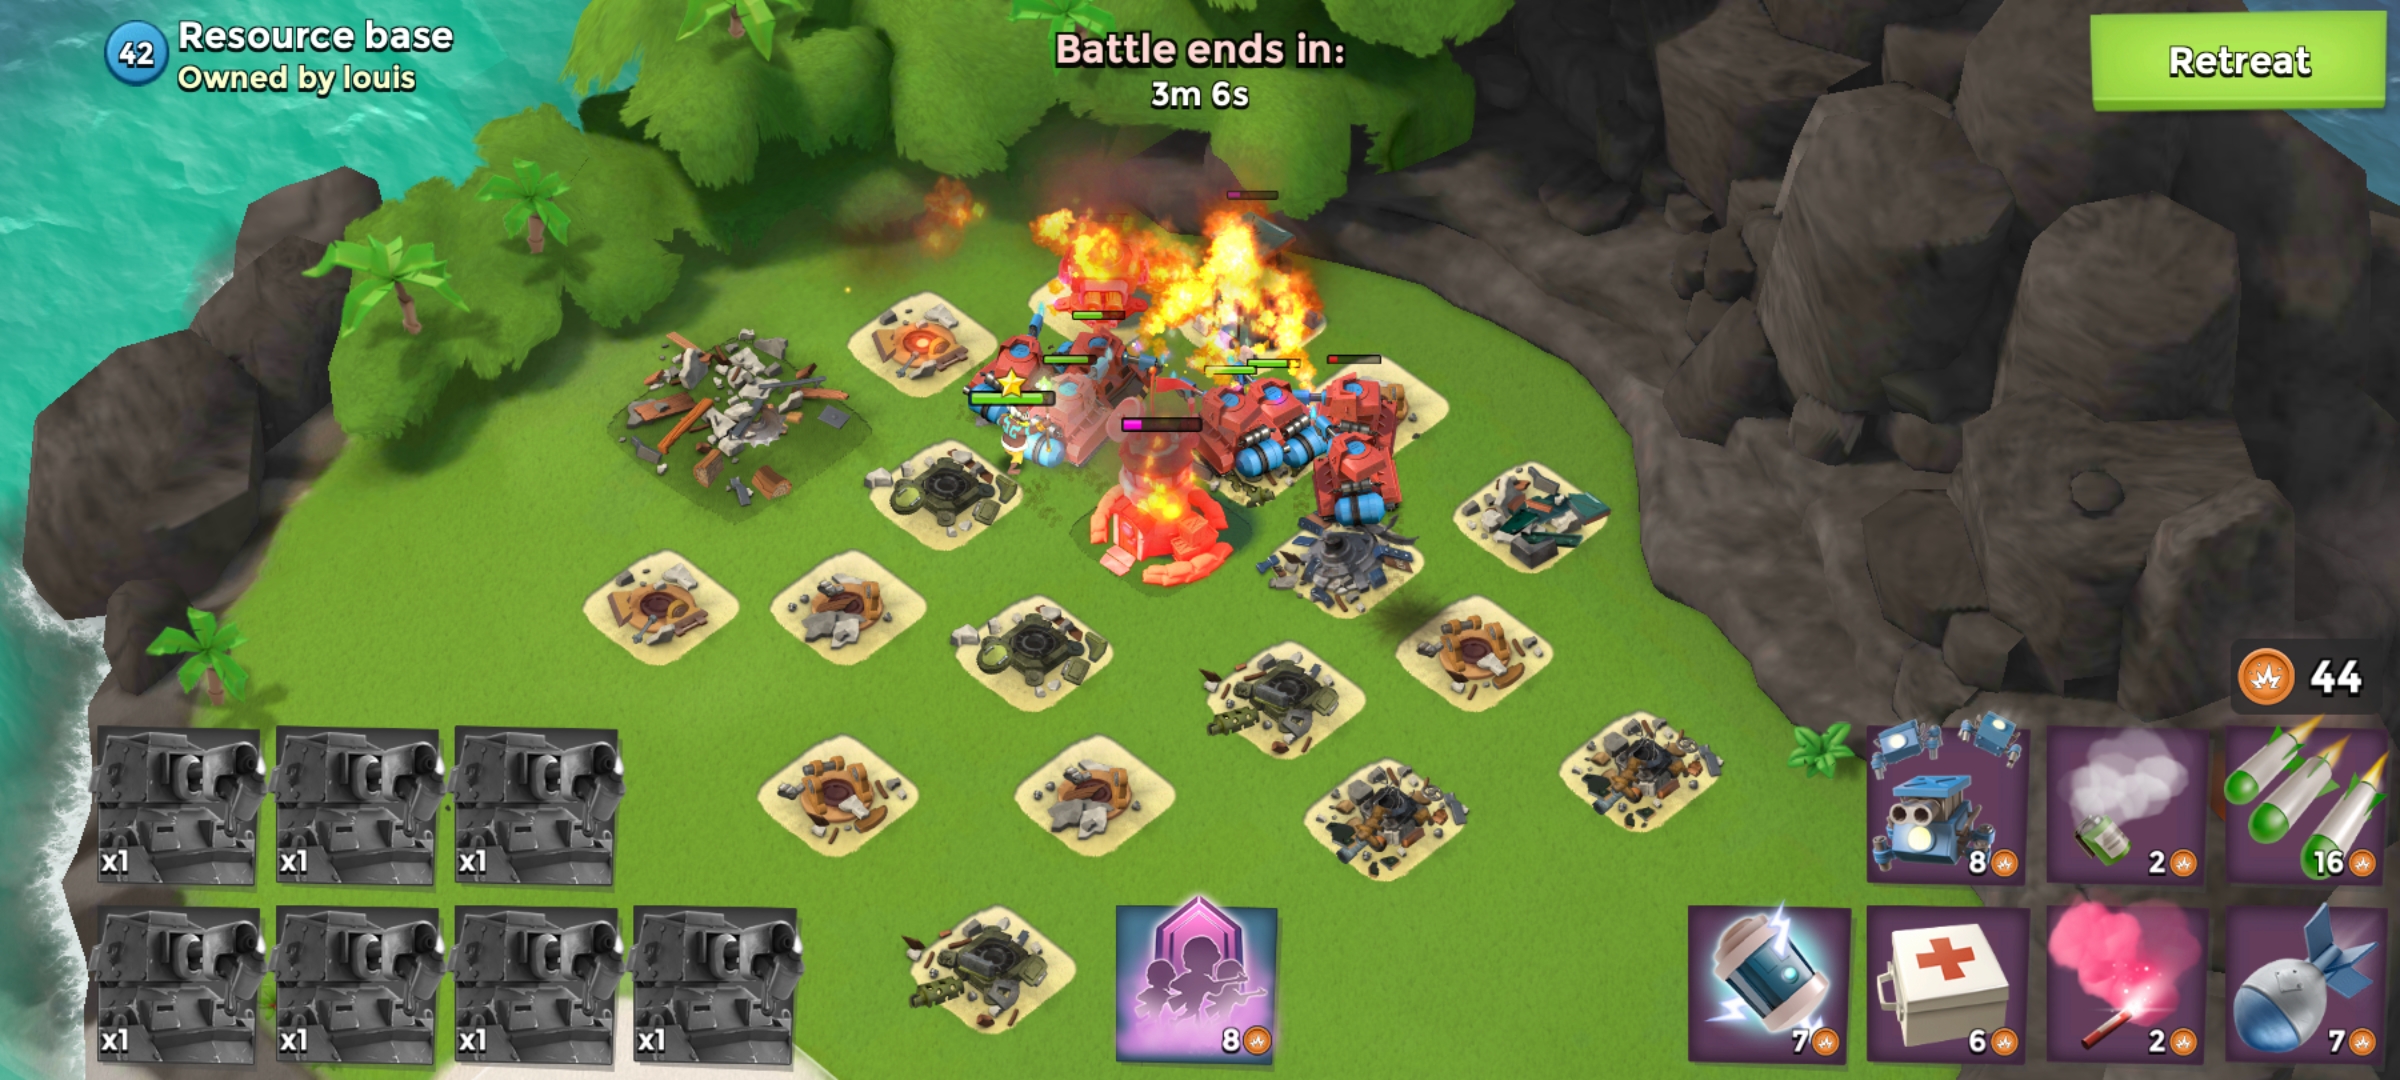 42
Resource base
Owned by louis
Battle ends in:
3m 6s
Retreat
44
x1
x1
x1
8
2
16
x1
x1
x1
x1
8
7
6
2
7